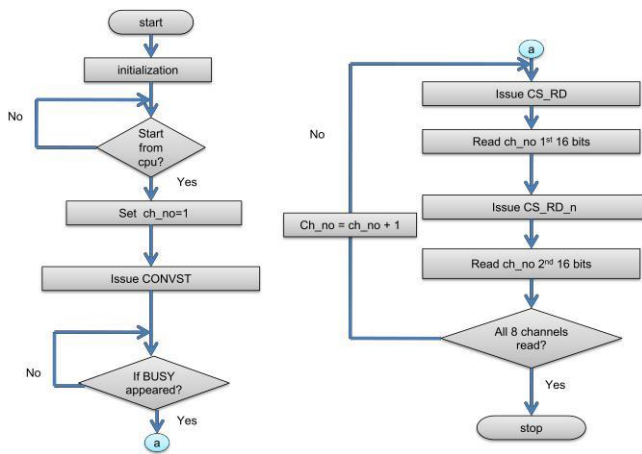 start
initialization
No
Start
from
cpu?
Yes
Set ch_no=1
Issue CONVST
No
If BUSY
appeared?
Yes
a
a
Issue CS_RD
No
Read ch_no 1st 16 bits
Issue CS_RD_n
Ch_no = ch_no + 1
Read ch_no 2nd 16 bits
All 8 channels
read?
Yes
stop